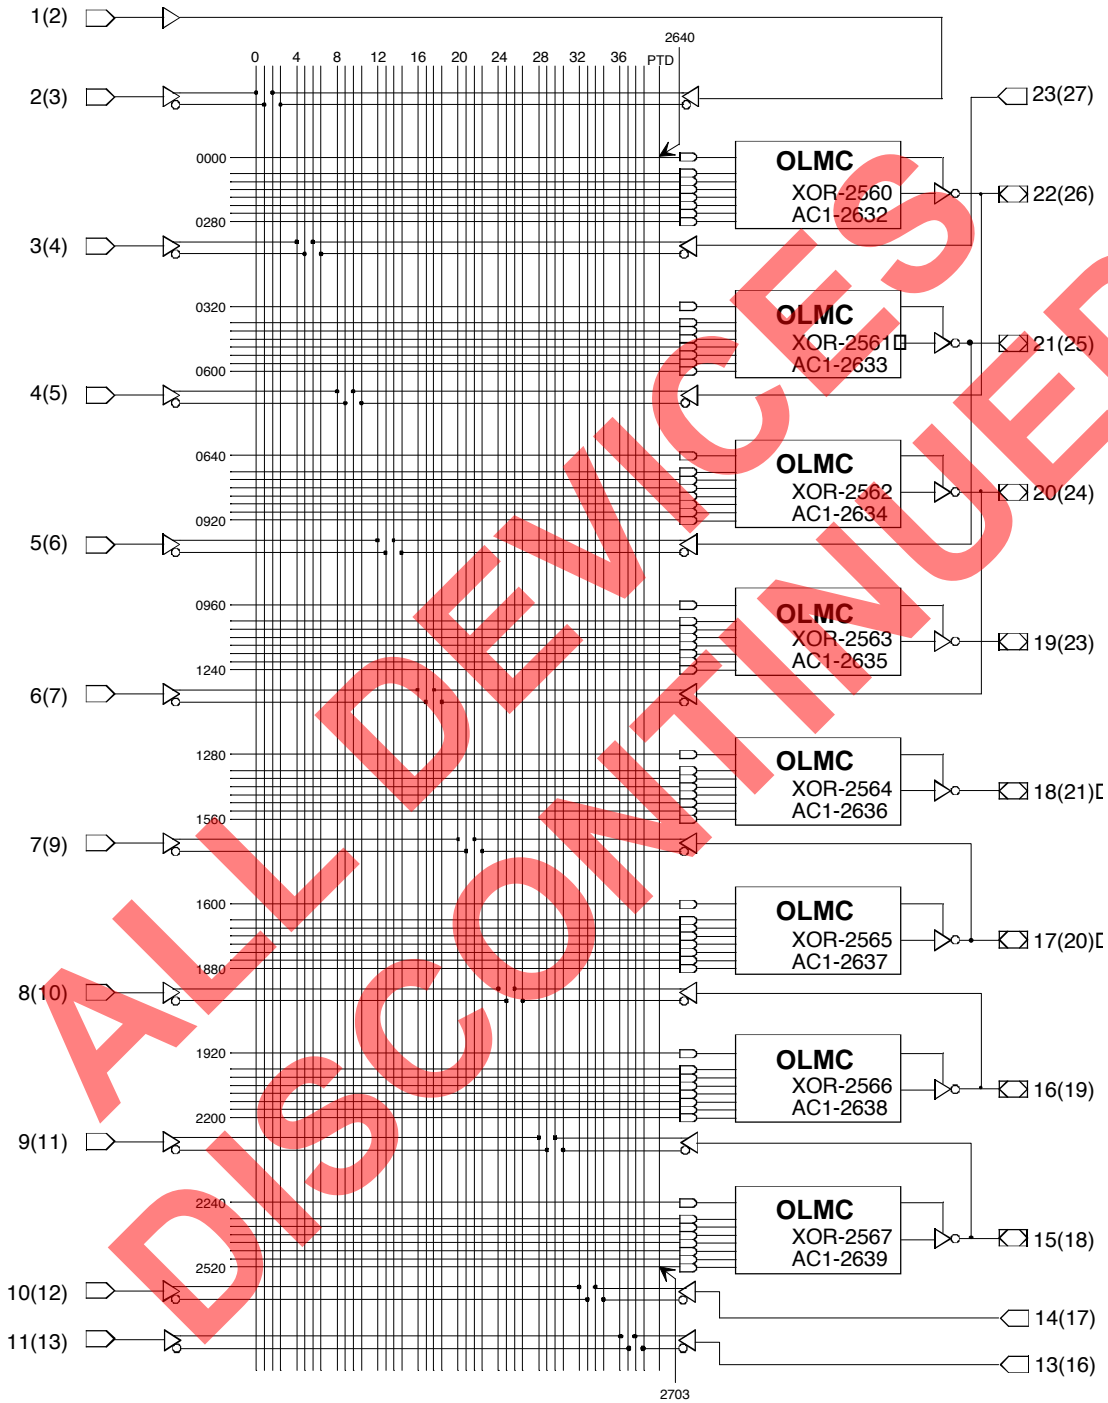 1(2)
2640
0 4 8 12 16 20 24 28 32 36
PTD
2(3)
23(27)
0000
OLMC
XOR-2560
AC1-2632
22(26)
0280
3(4)
0320
OLMC
XOR-2561
AC1-2633
21(25)
0600
4(5)
0640
OLMC
XOR-2562
AC1-2634
20(24)
0920
5(6)
0960
OLMC
XOR-2563
AC1-2635
19(23)
1240
6(7)
1280
OLMC
XOR-2564
AC1-2636
18(21)
1560
7(9)
1600
OLMC
XOR-2565
AC1-2637
17(20)
1880
8(10)
1920
OLMC
XOR-2566
AC1-2638
16(19)
2200
9(11)
2240
OLMC
XOR-2567
AC1-2639
15(18)
2520
10(12)
14(17)
11(13)
13(16)
2703
ALL DEVICES
DISCONTINUED